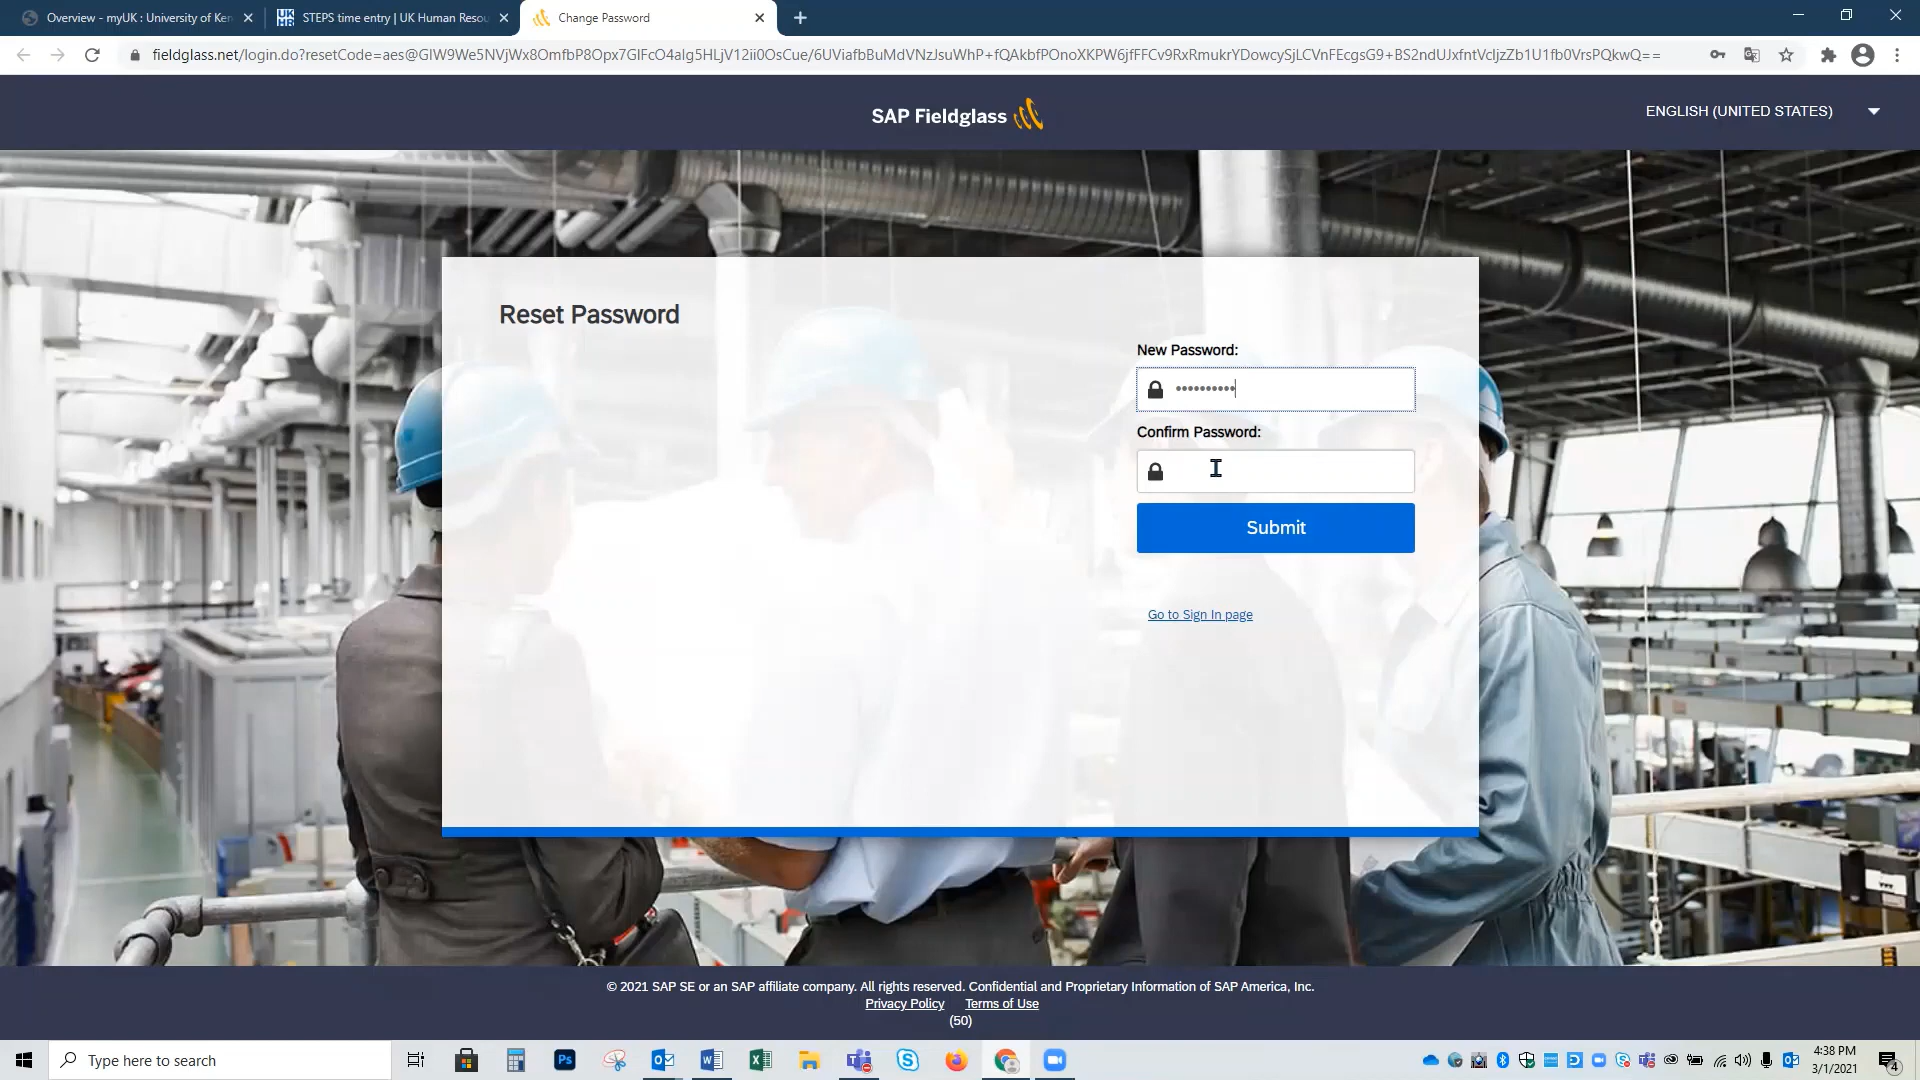 Overview - myUK : University of Ken
STEPS time entry | UK Human Resou
Change Password
fieldglass.net/login.do?resetCode=aes@GIW9We5NVjWx8OmfbP8Opx7GlFcO4alg5HLjV12ii0OsCue/6UViafbBuMdVNzJsuWhP+fQAkbfPOnoXKPW6jfFFCv9RxRmukrYDowcySjLCVnFEcgsG9+BS2ndUJxfntVcIjzZb1U1fb0VrsPQkwQ==
SAP Fieldglass
ENGLISH (UNITED STATES)
Reset Password
New Password:
Confirm Password:
Submit
Go to Sign In page
© 2021 SAP SE or an SAP affiliate company. All rights reserved. Confidential and Proprietary Information of SAP America, Inc.
Privacy Policy Terms of Use
(50)
Type here to search
4:38 PM
3/1/2021